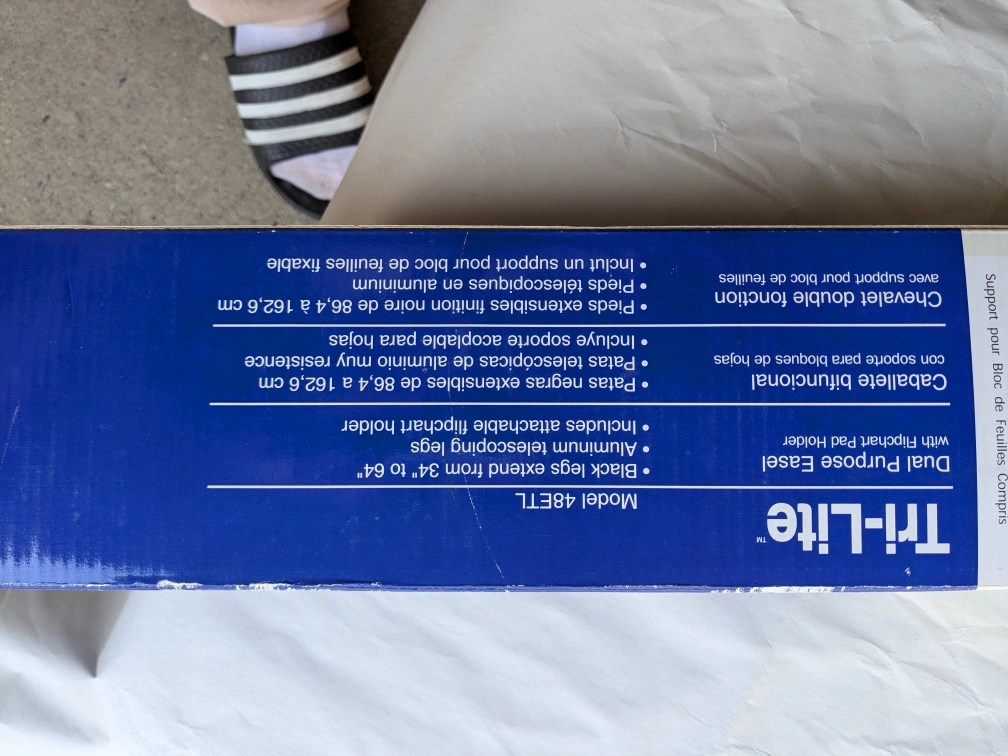 Tri-Lite™
Model 48ETL
Dual Purpose Easel
with Flipchart Pad Holder
• Black legs extend from 34" to 64"
• Aluminum telescoping legs
• Includes attachable flipchart holder
Caballete bifuncional
con soporte para bloques de hojas
• Patas negras extensibles de 86,4 a 162,6 cm
• Patas telescópicas de aluminio muy resistence
• Incluye soporte acoplable para hojas
Chevalet double fonction
avec support pour bloc de feuilles
• Pieds extensibles finition noire de 86,4 à 162,6 cm
• Pieds télescopiques en aluminium
• Inclut un support pour bloc de feuilles fixable
Support pour Bloc de Feuilles Compris